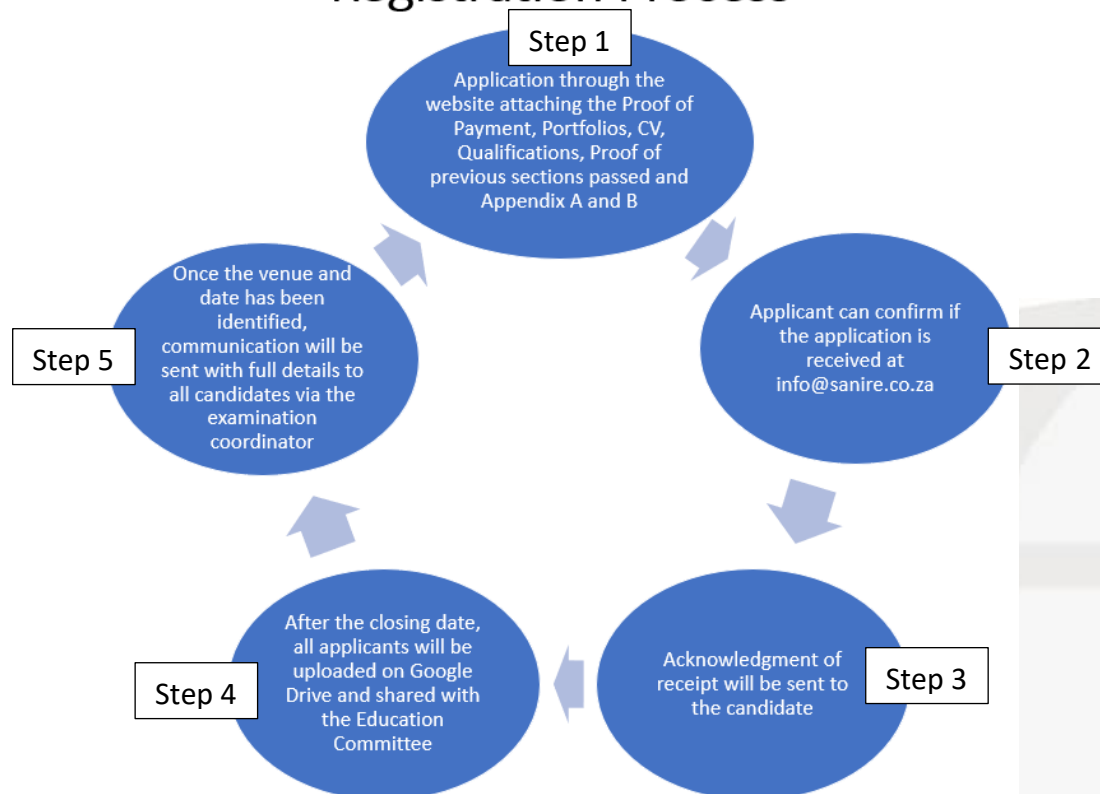 Registration Process
Step 1
Application through the
website attaching the Proof of
Payment, Portfolios, CV,
Qualifications, Proof of
previous sections passed and
Appendix A and B
Step 2
Applicant can confirm if
the application is
received at
info@sanire.co.za
Step 3
Acknowledgment of
receipt will be sent to
the candidate
Step 4
After the closing date,
all applicants will be
uploaded on Google
Drive and shared with
the Education
Committee
Step 5
Once the venue and
date has been
identified,
communication will be
sent with full details to
all candidates via the
examination
coordinator